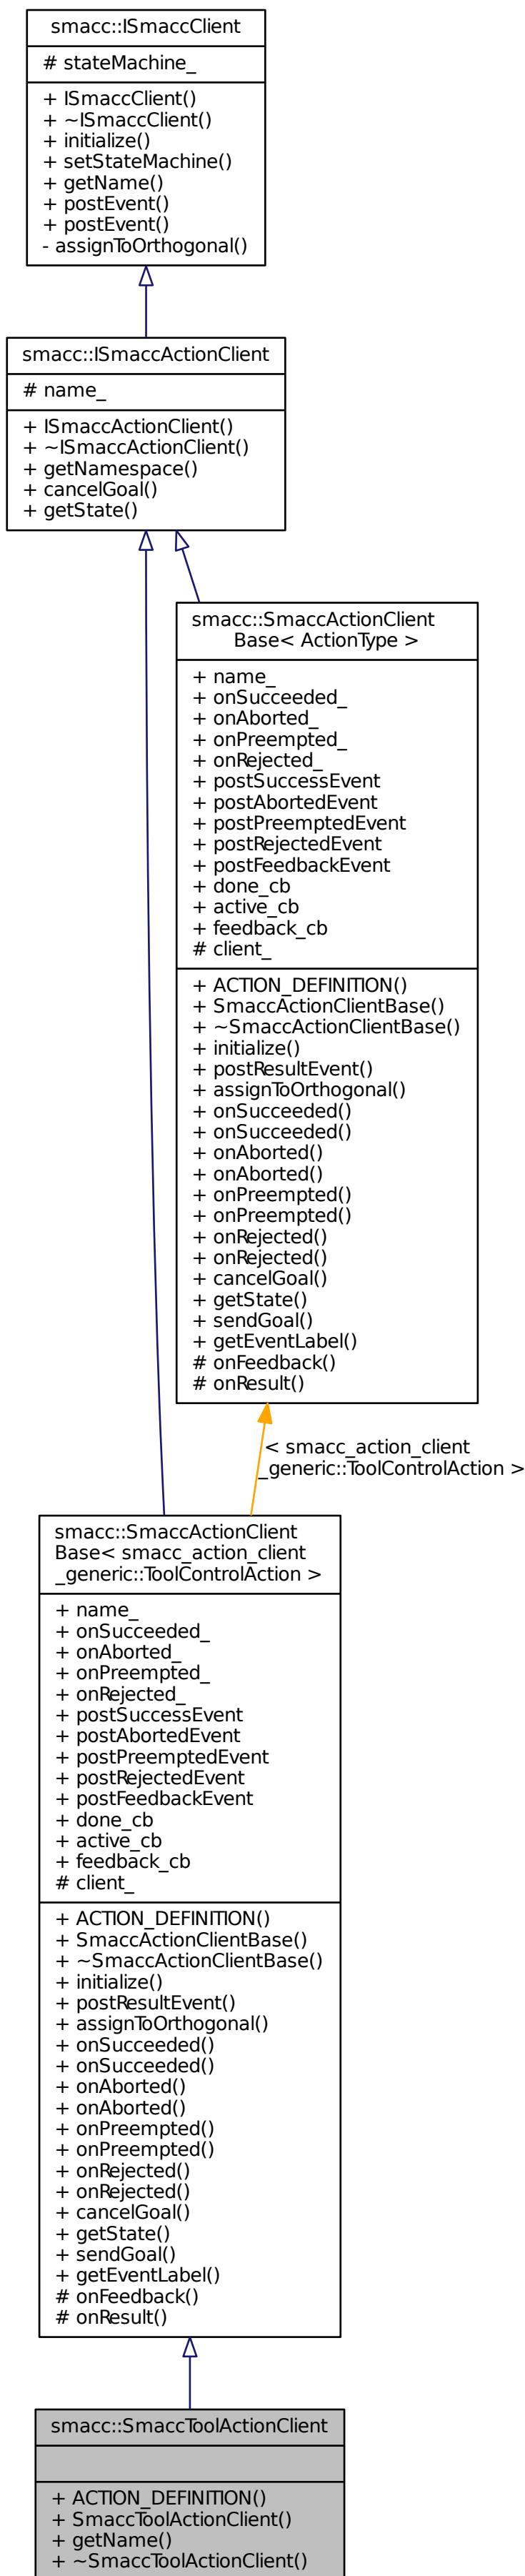 smacc::ISmaccClient
# stateMachine_
+ ISmaccClient()
+ ~ISmaccClient()
+ initialize()
+ setStateMachine()
+ getName()
+ postEvent()
+ postEvent()
- assignToOrthogonal()
smacc::ISmaccActionClient
# name_
+ ISmaccActionClient()
+ ~ISmaccActionClient()
+ getNamespace()
+ cancelGoal()
+ getState()
smacc::SmaccActionClient
Base< ActionType >
+ name_
+ onSucceeded_
+ onAborted_
+ onPreempted_
+ onRejected_
+ postSuccessEvent
+ postAbortedEvent
+ postPreemptedEvent
+ postRejectedEvent
+ postFeedbackEvent
+ done_cb
+ active_cb
+ feedback_cb
# client_
+ ACTION_DEFINITION()
+ SmaccActionClientBase()
+ ~SmaccActionClientBase()
+ initialize()
+ postResultEvent()
+ assignToOrthogonal()
+ onSucceeded()
+ onSucceeded()
+ onAborted()
+ onAborted()
+ onPreempted()
+ onPreempted()
+ onRejected()
+ onRejected()
+ cancelGoal()
+ getState()
+ sendGoal()
+ getEventLabel()
# onFeedback()
# onResult()
< smacc_action_client
_generic::ToolControlAction >
smacc::SmaccActionClient
Base< smacc_action_client
_generic::ToolControlAction >
+ name_
+ onSucceeded_
+ onAborted_
+ onPreempted_
+ onRejected_
+ postSuccessEvent
+ postAbortedEvent
+ postPreemptedEvent
+ postRejectedEvent
+ postFeedbackEvent
+ done_cb
+ active_cb
+ feedback_cb
# client_
+ ACTION_DEFINITION()
+ SmaccActionClientBase()
+ ~SmaccActionClientBase()
+ initialize()
+ postResultEvent()
+ assignToOrthogonal()
+ onSucceeded()
+ onSucceeded()
+ onAborted()
+ onAborted()
+ onPreempted()
+ onPreempted()
+ onRejected()
+ onRejected()
+ cancelGoal()
+ getState()
+ sendGoal()
+ getEventLabel()
# onFeedback()
# onResult()
smacc::SmaccToolActionClient
+ ACTION_DEFINITION()
+ SmaccToolActionClient()
+ getName()
+ ~SmaccToolActionClient()